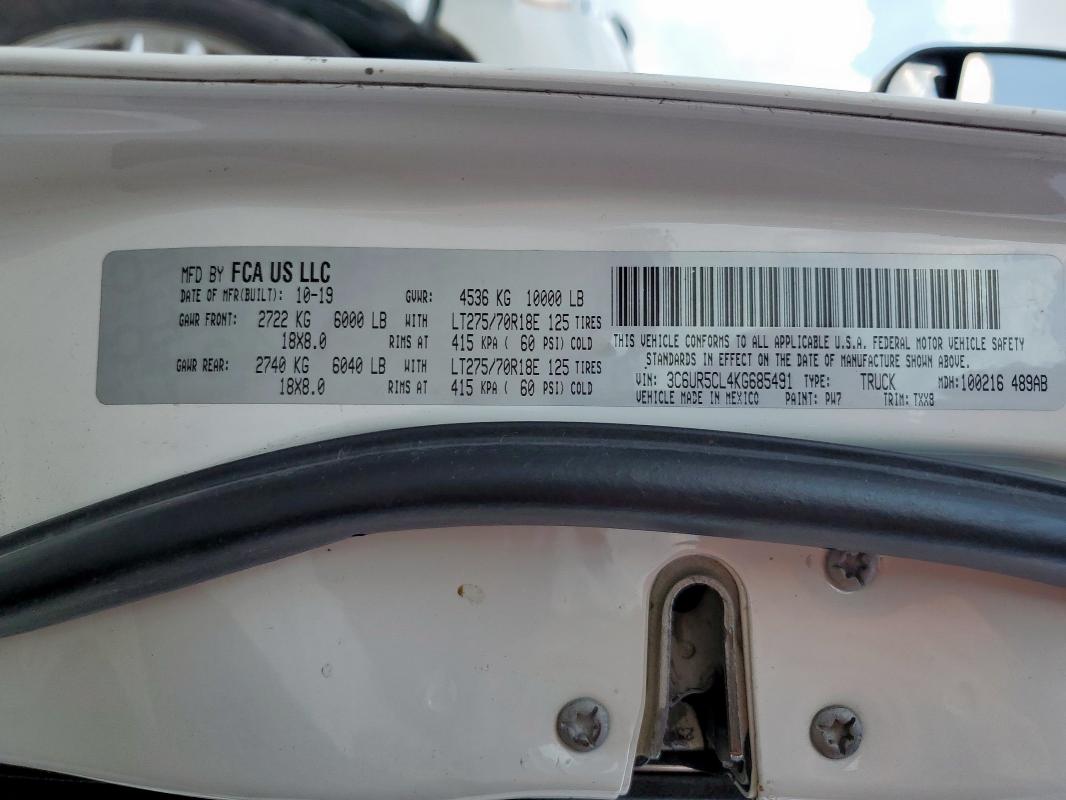 MFD BY FCA US LLC
DATE OF MFR(BUILT): 10-19 GVWR: 4536 KG 10000 LB
GAWR FRONT: 2722 KG 6000 LB WITH LT275/70R18E 125 TIRES
18X8.0 RIMS AT 415 KPA ( 60 PSI) COLD
GAWR REAR: 2740 KG 6040 LB WITH LT275/70R18E 125 TIRES
18X8.0 RIMS AT 415 KPA ( 60 PSI) COLD
THIS VEHICLE CONFORMS TO ALL APPLICABLE U.S.A. FEDERAL MOTOR VEHICLE SAFETY
STANDARDS IN EFFECT ON THE DATE OF MANUFACTURE SHOWN ABOVE.
VIN: 3C6UR5CL4KG685491 TYPE: TRUCK MDH: 100216 489AB
VEHICLE MADE IN MEXICO PAINT: PW7 TRIM: TXX8